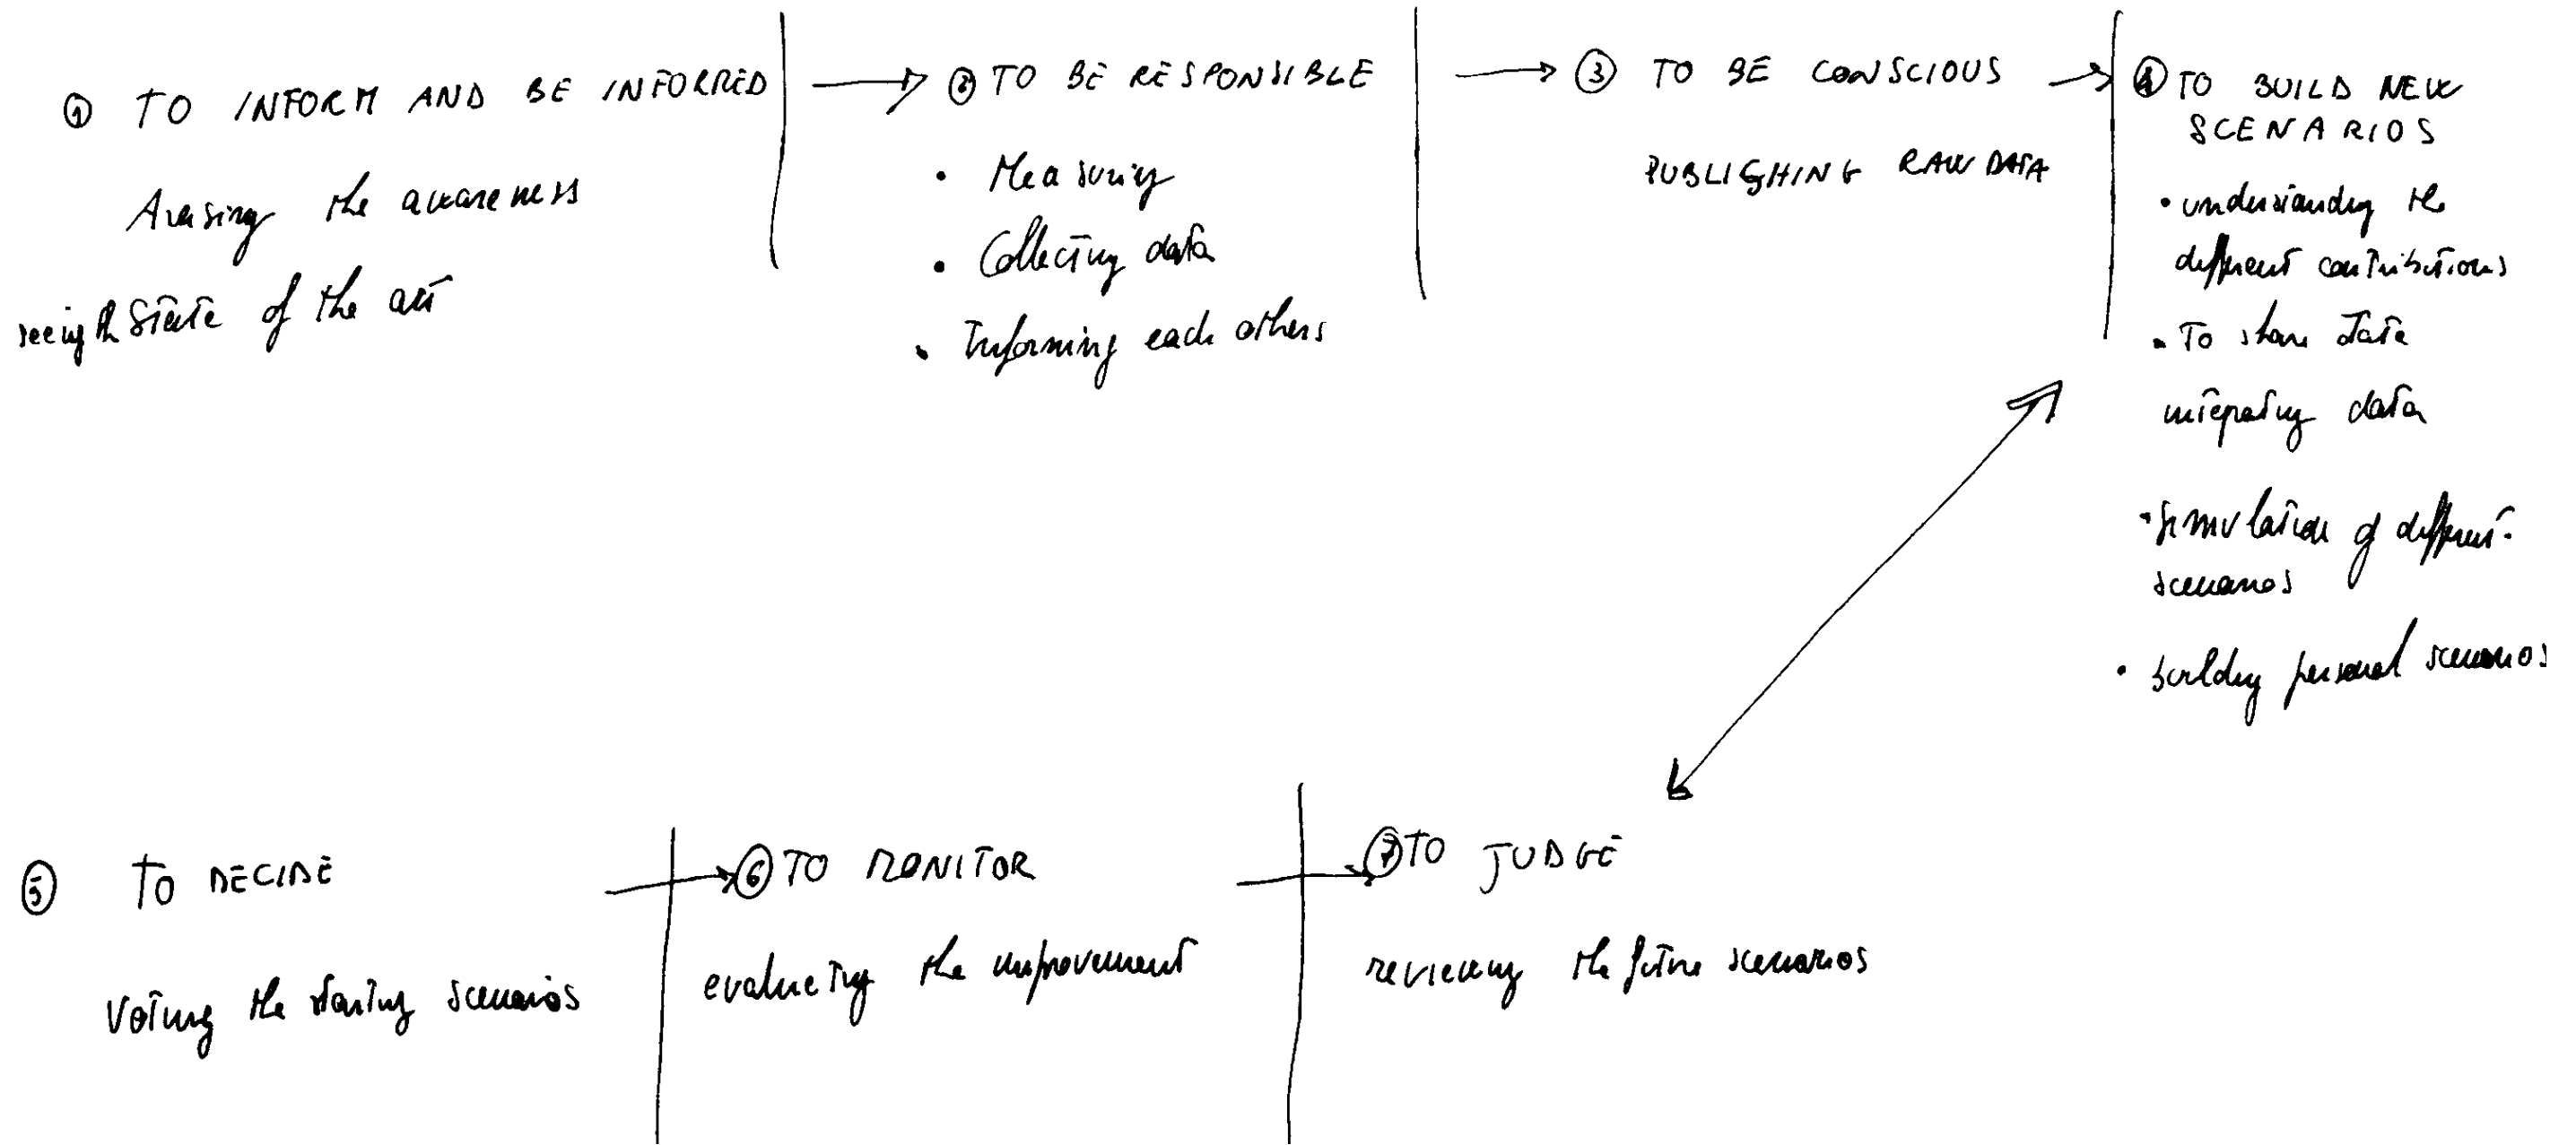 ① TO INFORM AND BE INFORMED
Arasing the awareness
seeing the state of the art
② TO BE RESPONSIBLE
• Measuring
• Collecting data
• Informing each others
③ TO BE CONSCIOUS
PUBLISHING RAW DATA
④ TO BUILD NEW
SCENARIOS
• understanding the
different contributions
• To share data
integrating data
• simulation of different
scenarios
• building personal scenarios
⑤ TO DECIDE
Voting the starting scenarios
⑥ TO MONITOR
evaluating the improvement
⑦ TO JUDGE
reviewing the future scenarios